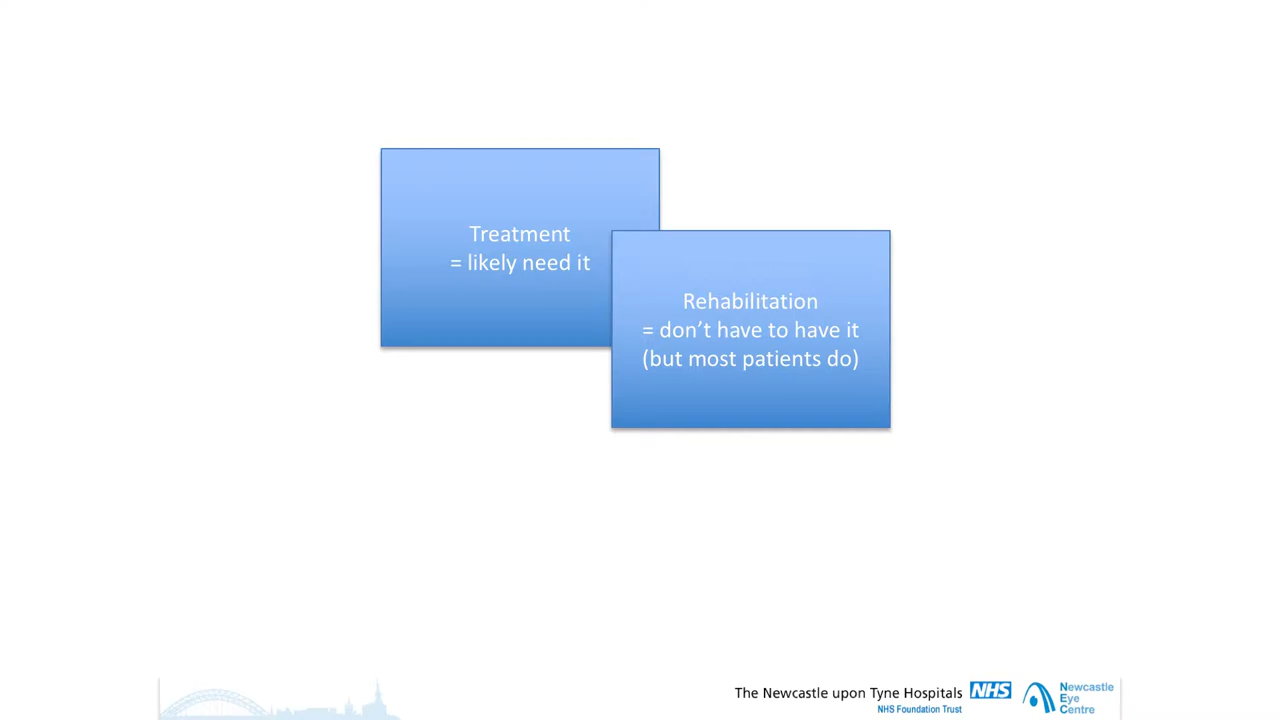 Treatment
= likely need it
Rehabilitation
= don’t have to have it
(but most patients do)
The Newcastle upon Tyne Hospitals NHS
NHS Foundation Trust
Newcastle
Eye
Centre